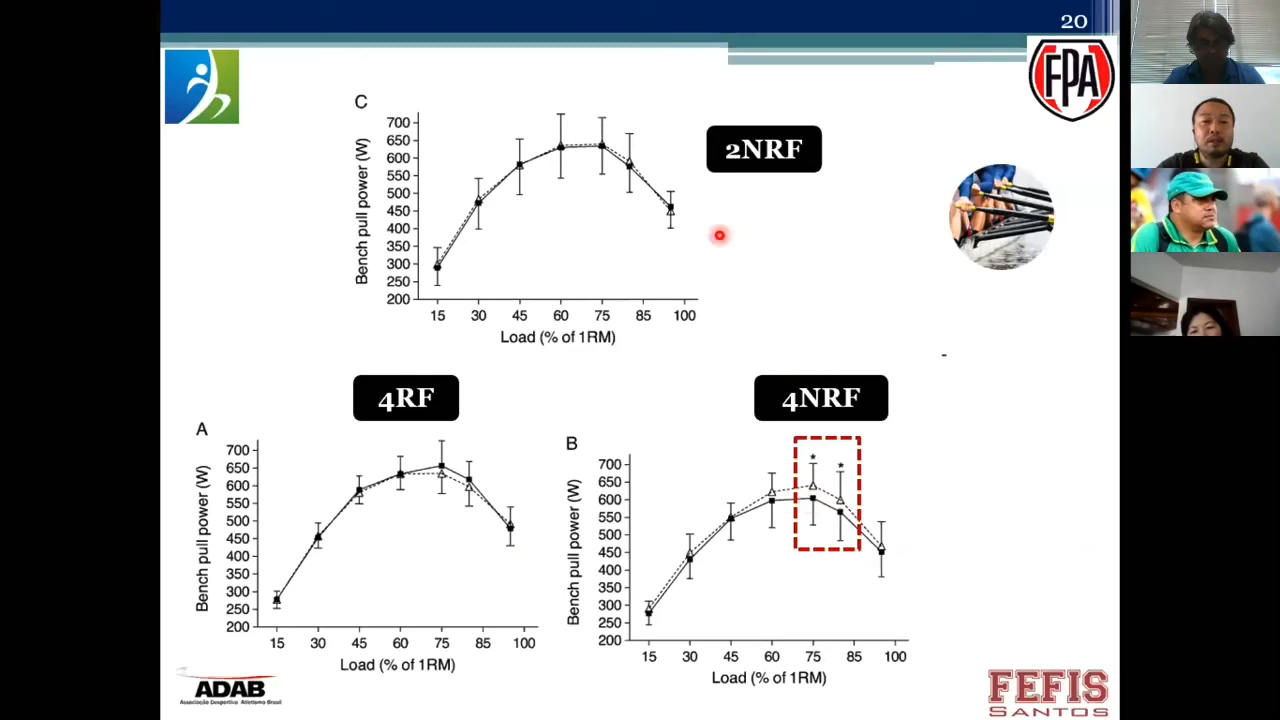 20
FPA
C
2NRF
Bench pull power (W)
700
650
600
550
500
450
400
350
300
250
200
15 30 45 60 75 85 100
Load (% of 1RM)
4RF
4NRF
A
Bench pull power (W)
700
650
600
550
500
450
400
350
300
250
200
15 30 45 60 75 85 100
Load (% of 1RM)
B
Bench pull power (W)
700
650
600
550
500
450
400
350
300
250
200
15 30 45 60 75 85 100
Load (% of 1RM)
* *
ADAB
Associação Desportiva Atletismo Brasil
FEFIS
SANTOS